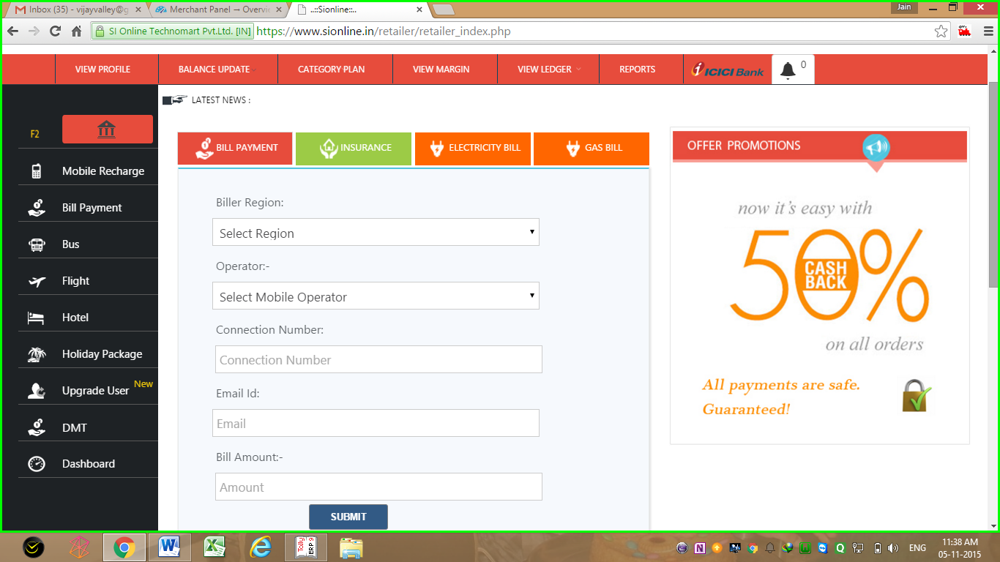 Inbox (35) - vijayvalley@g
Merchant Panel → Overvie
..::Sionline::..
Jain
SI Online Technomart Pvt.Ltd. [IN]
https://www.sionline.in/retailer/retailer_index.php
VIEW PROFILE
BALANCE UPDATE
CATEGORY PLAN
VIEW MARGIN
VIEW LEDGER
REPORTS
ICICI Bank
0
LATEST NEWS :
F2
Mobile Recharge
Bill Payment
Bus
Flight
Hotel
Holiday Package
Upgrade User New
DMT
Dashboard
BILL PAYMENT
INSURANCE
ELECTRICITY BILL
GAS BILL
Biller Region:
Select Region
Operator:-
Select Mobile Operator
Connection Number:
Connection Number
Email Id:
Email
Bill Amount:-
Amount
SUBMIT
OFFER PROMOTIONS
now it's easy with
50%
CASH
BACK
on all orders
All payments are safe.
Guaranteed!
Tally
ERP 9
ENG
11:38 AM
05-11-2015